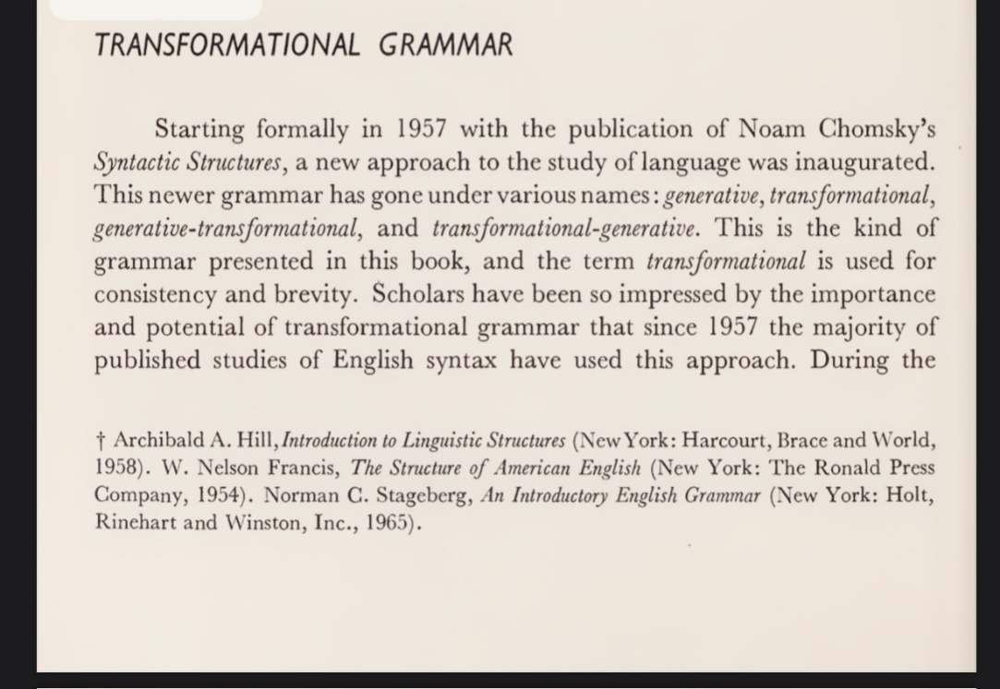 TRANSFORMATIONAL GRAMMAR
Starting formally in 1957 with the publication of Noam Chomsky's
Syntactic Structures, a new approach to the study of language was inaugurated.
This newer grammar has gone under various names: generative, transformational,
generative-transformational, and transformational-generative. This is the kind of
grammar presented in this book, and the term transformational is used for
consistency and brevity. Scholars have been so impressed by the importance
and potential of transformational grammar that since 1957 the majority of
published studies of English syntax have used this approach. During the
† Archibald A. Hill, Introduction to Linguistic Structures (New York: Harcourt, Brace and World,
1958). W. Nelson Francis, The Structure of American English (New York: The Ronald Press
Company, 1954). Norman C. Stageberg, An Introductory English Grammar (New York: Holt,
Rinehart and Winston, Inc., 1965).